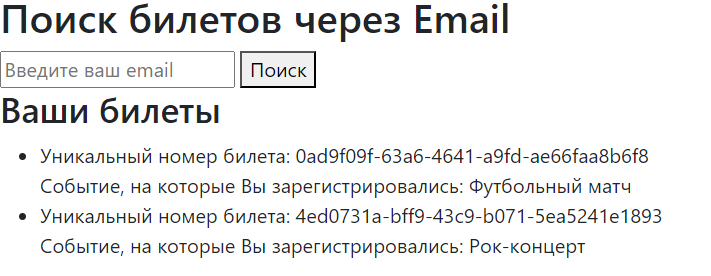 Поиск билетов через Email
Введите ваш email Поиск
Ваши билеты
Уникальный номер билета: 0ad9f09f-63a6-4641-a9fd-ae66faa8b6f8
Событие, на которые Вы зарегистрировались: Футбольный матч
Уникальный номер билета: 4ed0731a-bff9-43c9-b071-5ea5241e1893
Событие, на которые Вы зарегистрировались: Рок-концерт